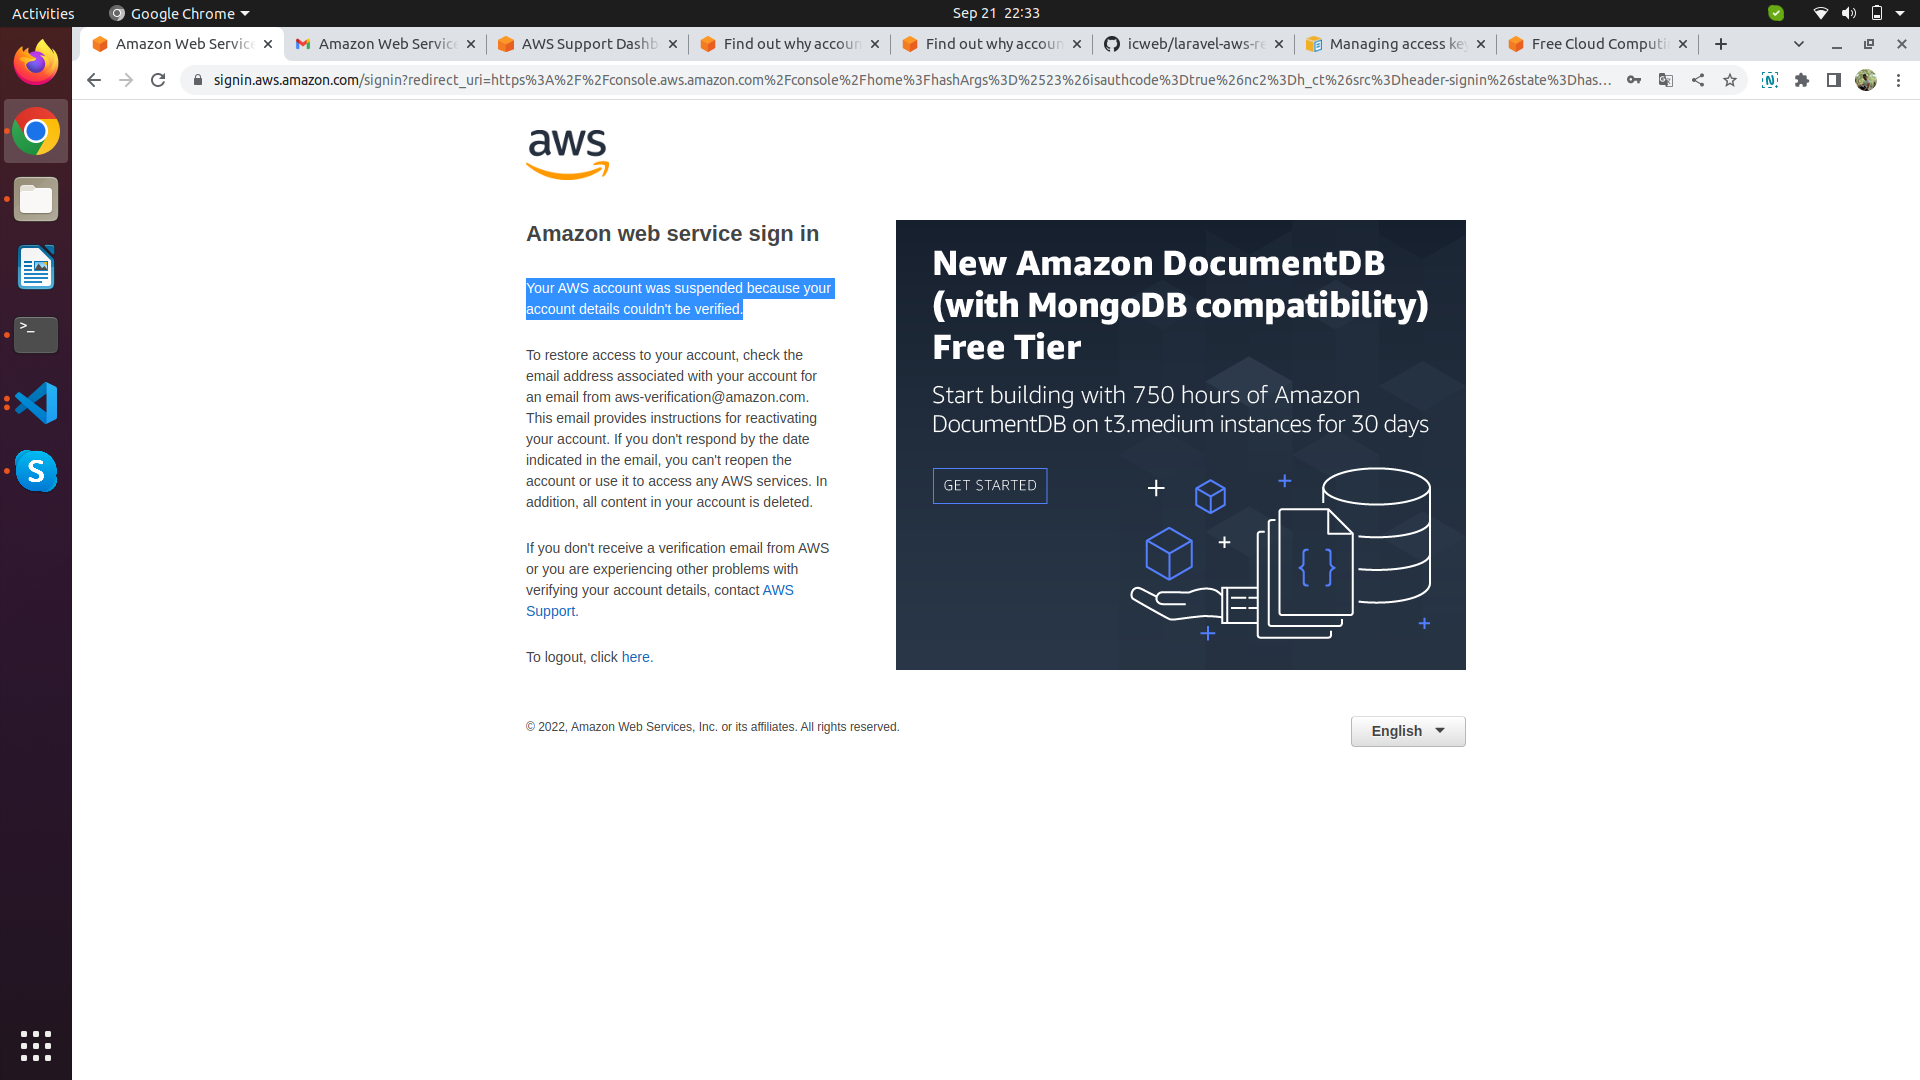 Activities
Google Chrome
Sep 21 22:33
Amazon Web Service
Amazon Web Service
AWS Support Dashb
Find out why accoun
Find out why accoun
icweb/laravel-aws-re
Managing access key
Free Cloud Computi
signin.aws.amazon.com/signin?redirect_uri=https%3A%2F%2Fconsole.aws.amazon.com%2Fconsole%2Fhome%3FhashArgs%3D%2523%26isauthcode%3Dtrue%26nc2%3Dh_ct%26src%3Dheader-signin%26state%3Dhas...
aws
Amazon web service sign in
Your AWS account was suspended because your
account details couldn't be verified.
To restore access to your account, check the
email address associated with your account for
an email from aws-verification@amazon.com.
This email provides instructions for reactivating
your account. If you don't respond by the date
indicated in the email, you can't reopen the
account or use it to access any AWS services. In
addition, all content in your account is deleted.
If you don't receive a verification email from AWS
or you are experiencing other problems with
verifying your account details, contact AWS
Support.
To logout, click here.
New Amazon DocumentDB
(with MongoDB compatibility)
Free Tier
Start building with 750 hours of Amazon
DocumentDB on t3.medium instances for 30 days
GET STARTED
{ }
© 2022, Amazon Web Services, Inc. or its affiliates. All rights reserved.
English